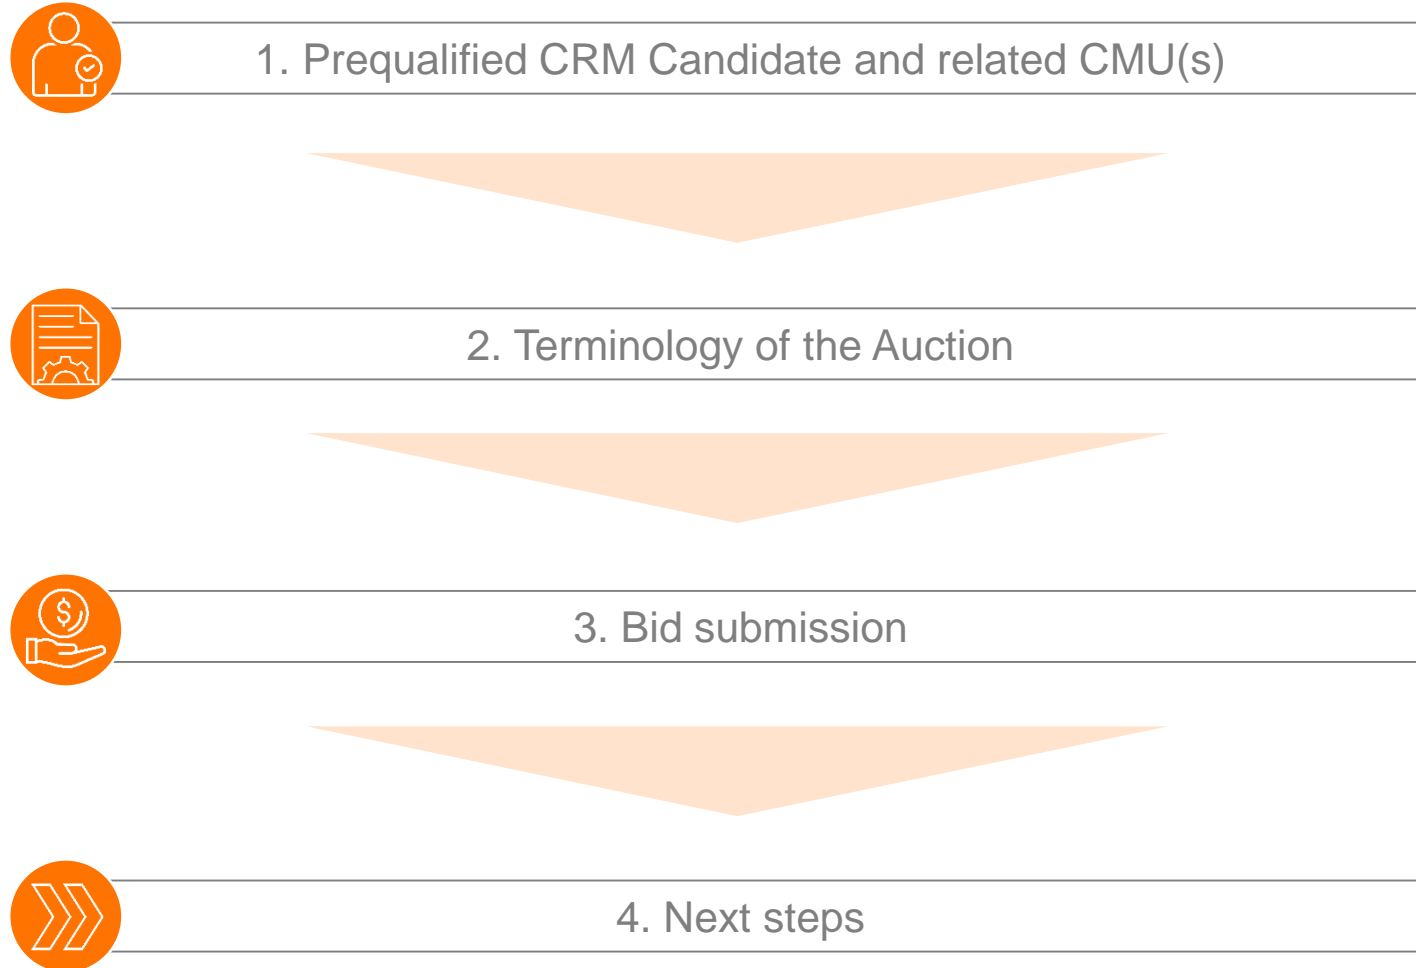 1. Prequalified CRM Candidate and related CMU(s)
2. Terminology of the Auction
$
3. Bid submission
4. Next steps